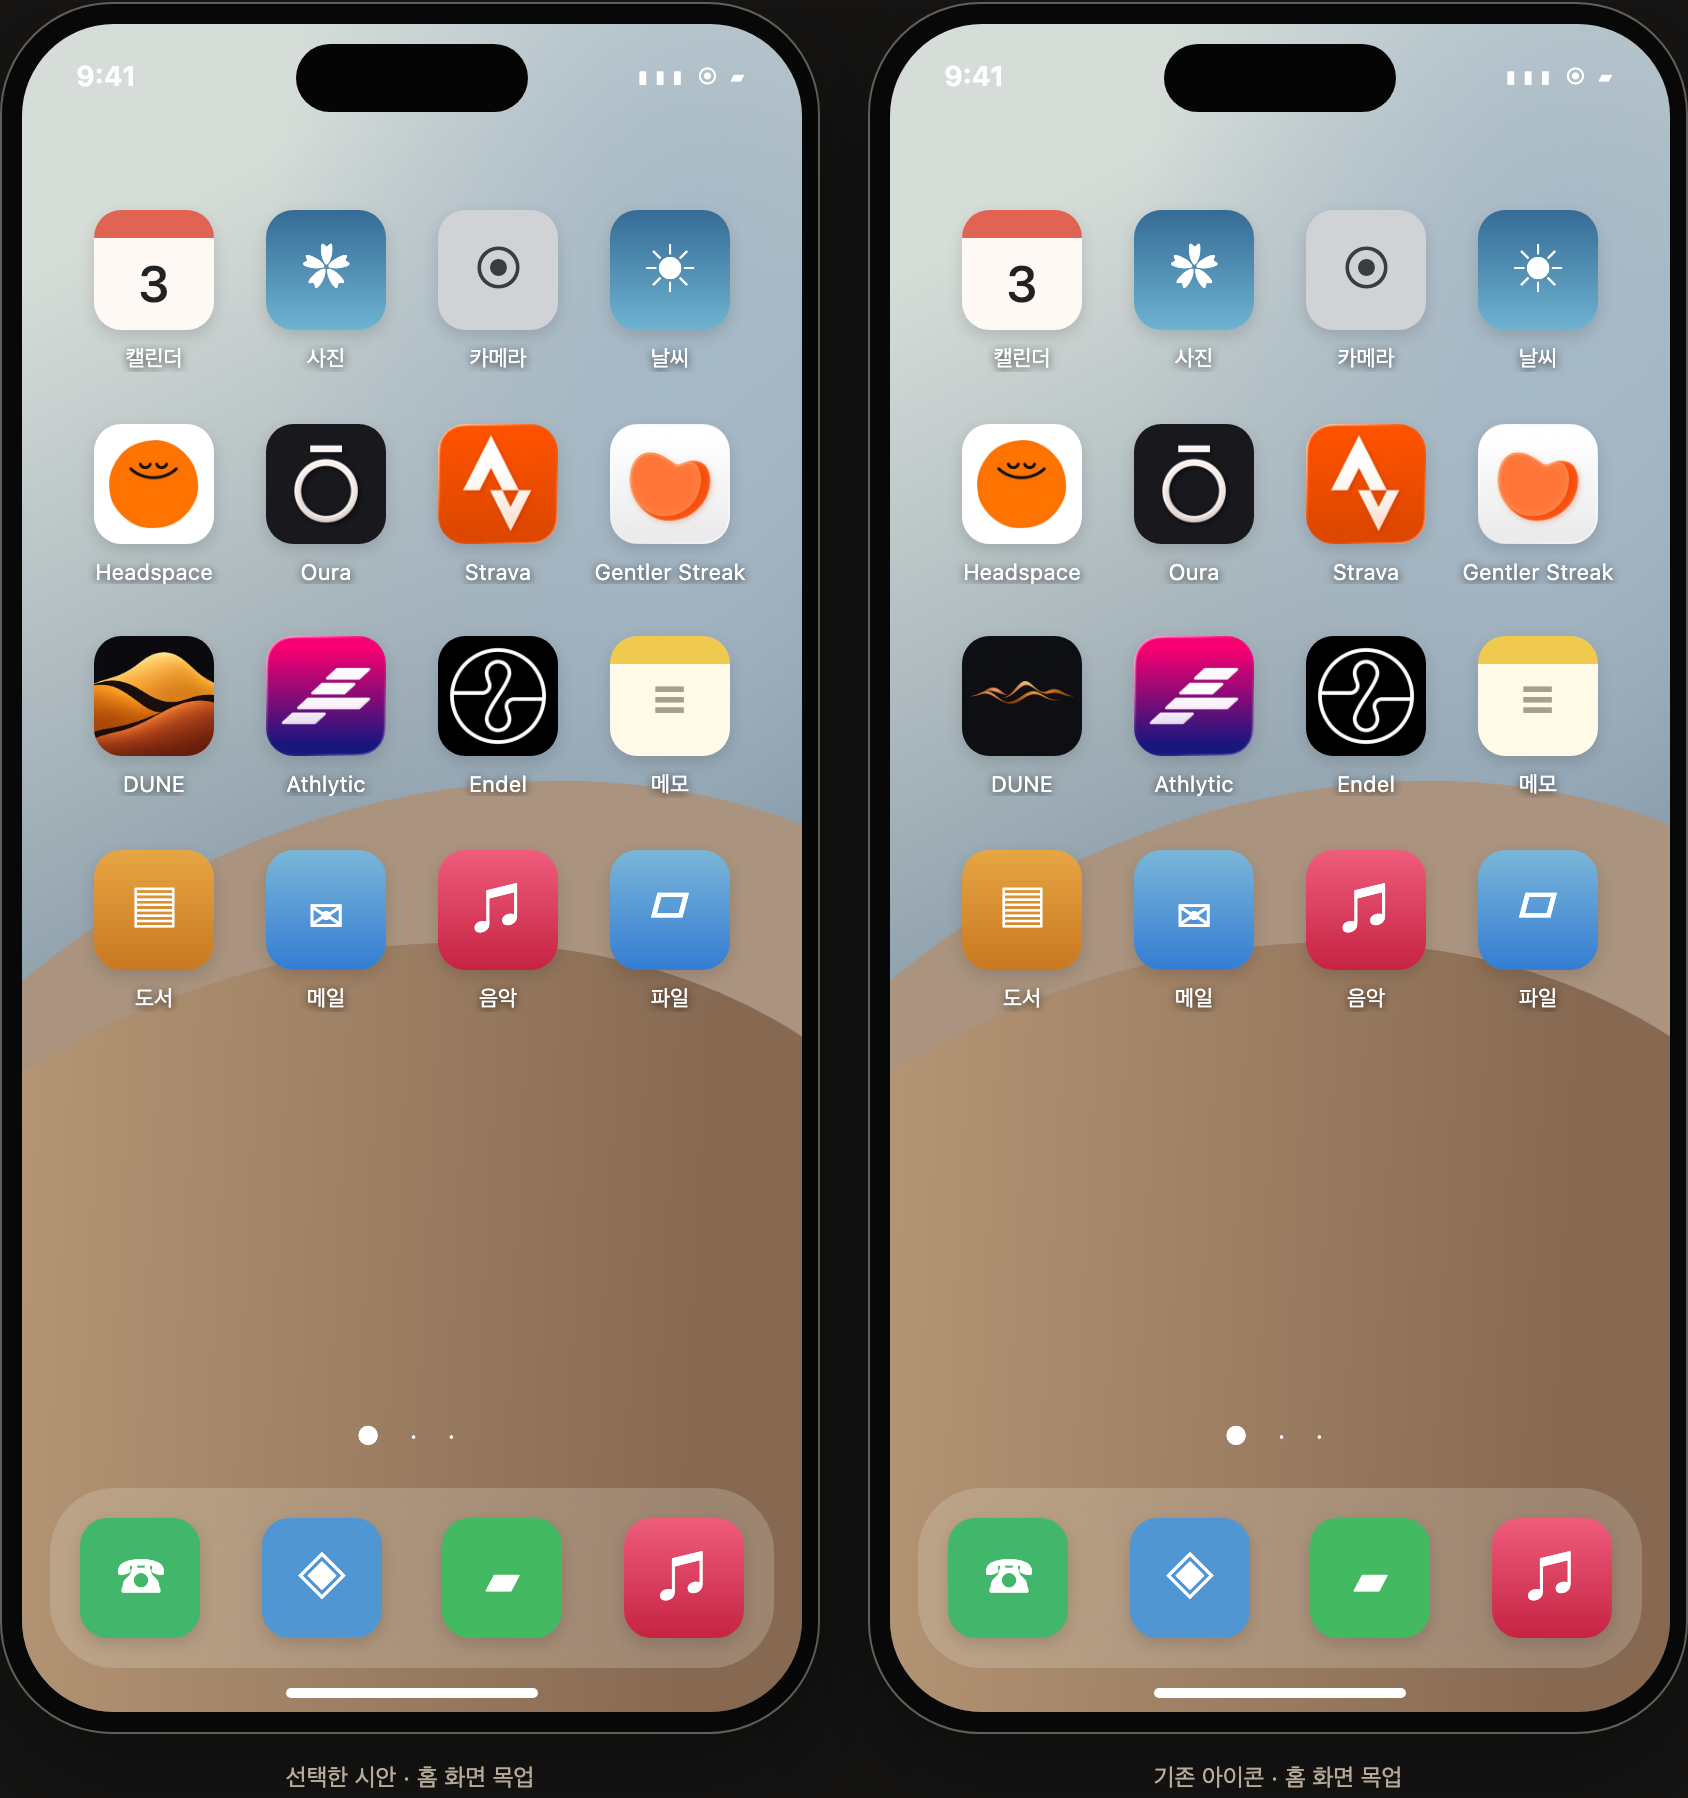 9:41
3
캘린더 사진 카메라 날씨
Headspace Oura Strava Gentler Streak
DUNE Athlytic Endel 메모
도서 메일 음악 파일
선택한 시안 · 홈 화면 목업
9:41
3
캘린더 사진 카메라 날씨
Headspace Oura Strava Gentler Streak
DUNE Athlytic Endel 메모
도서 메일 음악 파일
기존 아이콘 · 홈 화면 목업